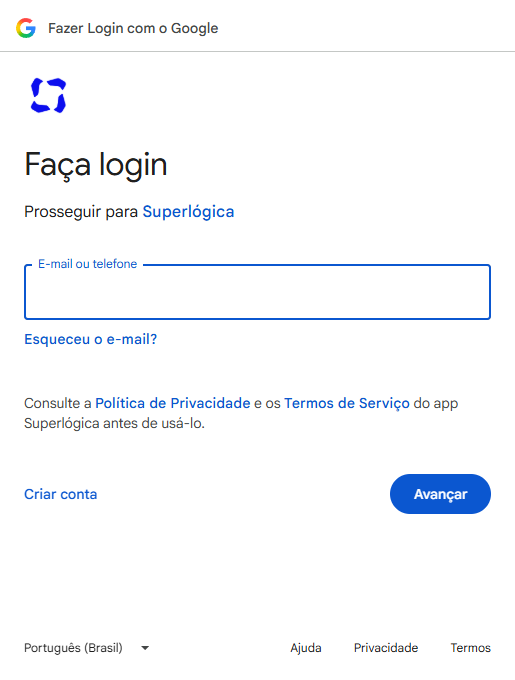 Fazer Login com o Google
Faça login
Prosseguir para Superlógica
E-mail ou telefone
Esqueceu o e-mail?
Consulte a Política de Privacidade e os Termos de Serviço do app
Superlógica antes de usá-lo.
Criar conta
Avançar
Português (Brasil)
Ajuda
Privacidade
Termos